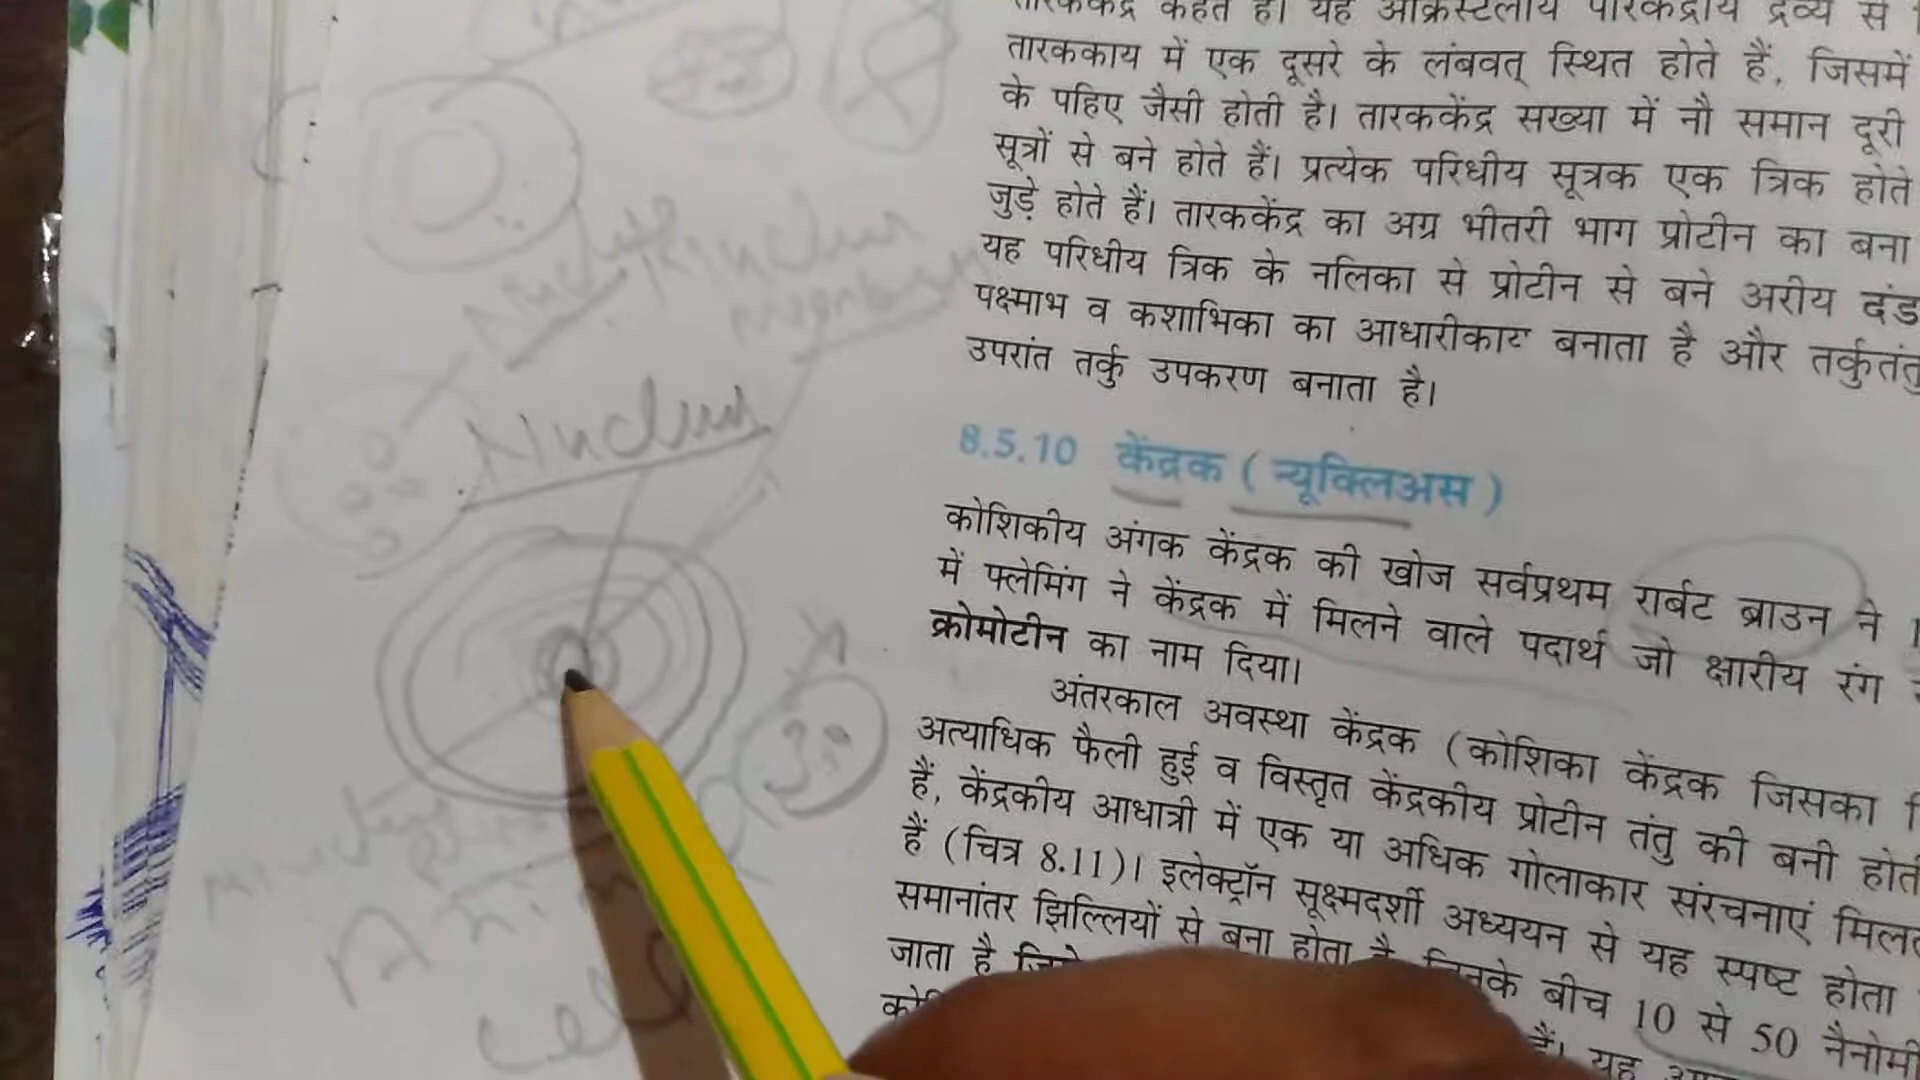 तारककेंद्र कहते हैं। यह आक्रिस्टलीय परिकेंद्रीय द्रव्य से
तारककाय में एक दूसरे के लंबवत् स्थित होते हैं, जिसमें
के पहिए जैसी होती है। तारककेंद्र सख्या में नौ समान दूरी
सूत्रों से बने होते हैं। प्रत्येक परिधीय सूत्रक एक त्रिक होते
जुड़े होते हैं। तारककेंद्र का अग्र भीतरी भाग प्रोटीन का बना
यह परिधीय त्रिक के नलिका से प्रोटीन से बने अरीय दंड
पक्ष्माभ व कशाभिका का आधारीकाय बनाता है और तर्कुतंतु
उपरांत तर्कु उपकरण बनाता है।
8.5.10 केंद्रक ( न्यूक्लिअस )
कोशिकीय अंगक केंद्रक की खोज सर्वप्रथम रार्बट ब्राउन ने
में फ्लेमिंग ने केंद्रक में मिलने वाले पदार्थ जो क्षारीय रंग
क्रोमोटीन का नाम दिया।
अंतरकाल अवस्था केंद्रक (कोशिका केंद्रक जिसका
अत्याधिक फैली हुई व विस्तृत केंद्रकीय प्रोटीन तंतु की बनी होती
हैं, केंद्रकीय आधात्री में एक या अधिक गोलाकार संरचनाएं
हैं (चित्र 8.11)। इलेक्ट्रॉन सूक्ष्मदर्शी अध्ययन से यह स्पष्ट होता
समानांतर झिल्लियों से बना होता है, जिनके बीच 10 से 50
जाता है
यह
Nucleus